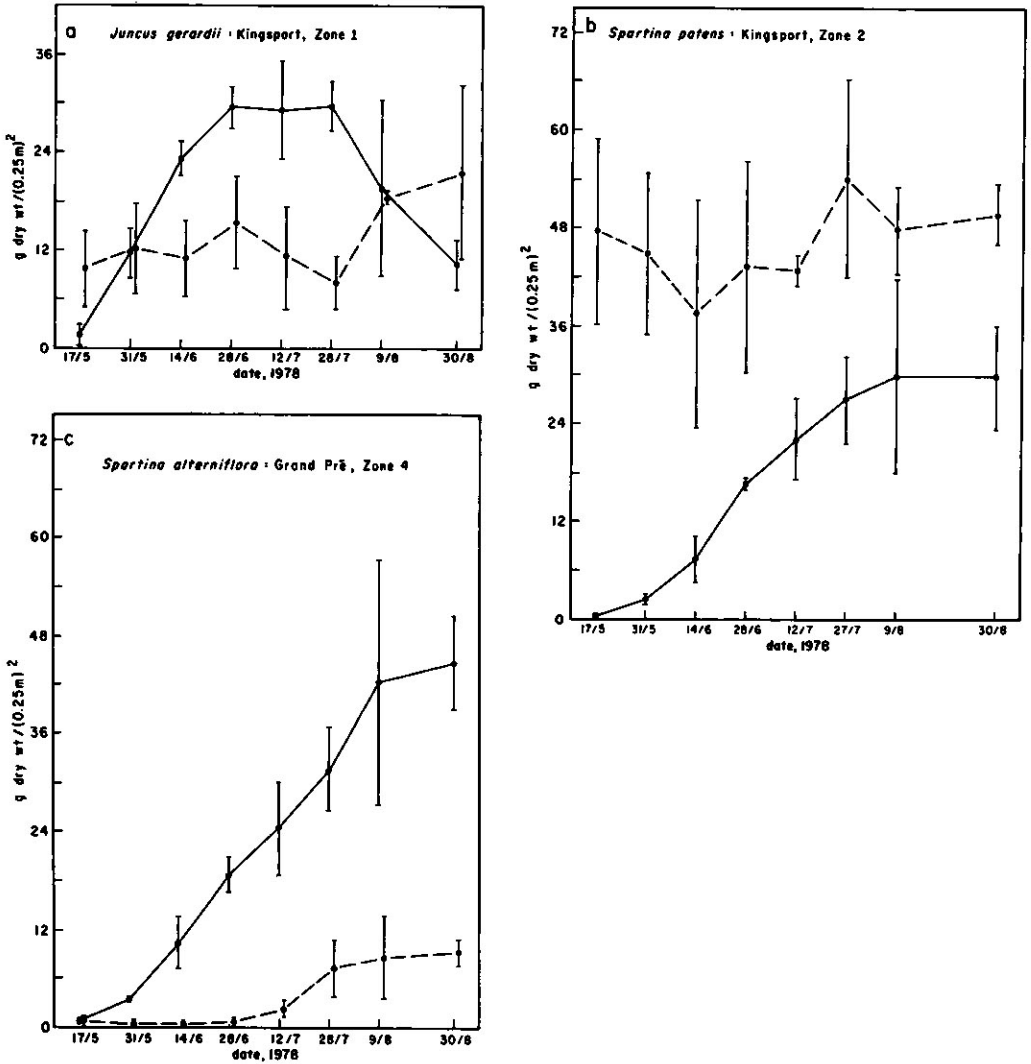 a Juncus gerardii : Kingsport, Zone 1
36
24
12
0
g dry wt/(0.25m)²
17/5 31/5 14/6 28/6 12/7 28/7 9/8 30/8
date, 1978
b Spartina patens : Kingsport, Zone 2
72
60
48
36
24
12
0
g dry wt/(0.25m)²
17/5 31/5 14/6 28/6 12/7 27/7 9/8 30/8
date, 1978
c
Spartina alterniflora : Grand Pré, Zone 4
72
60
48
36
24
12
0
g dry wt/(0.25m)²
17/5 31/5 14/6 28/6 12/7 28/7 9/8 30/8
date, 1978